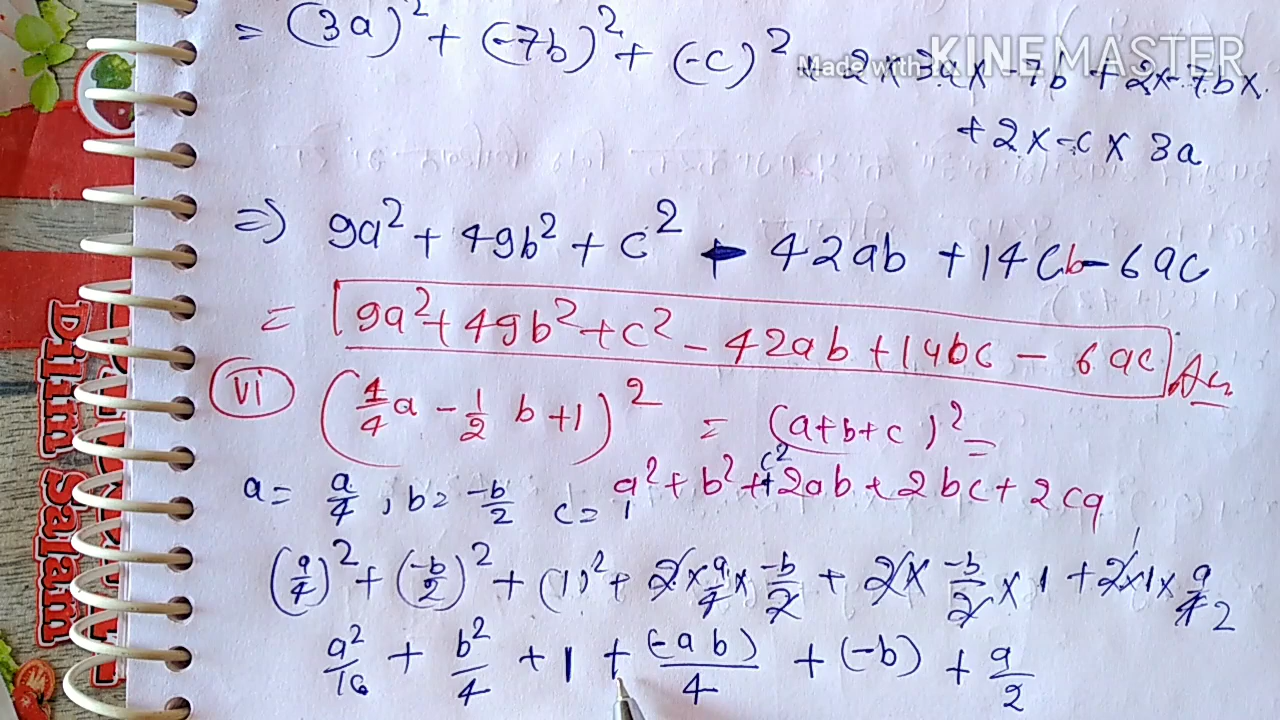 = (3a)² + (-7b)² + (-c)² + 2 × 3a × -7b + 2 × -7b ×
+ 2 × -c × 3a
Made with KINEMASTER
⇒) 9a² + 49b² + c² - 42ab + 14cb - 6ac
= 9a² + 49b² + c² - 42ab + 14bc - 6ac Ans
(vi) (1/4 a - 1/2 b + 1)² = (a+b+c)² =
a = a/4, b = -b/2 c = 1 a² + b² + c² + 2ab + 2bc + 2ca
(a/4)² + (-b/2)² + (1)² + 2 × a/4 × -b/2 + 2 × -b/2 × 1 + 2 × 1 × a/4 2
a²/16 + b²/4 + 1 + (-ab)/4 + (-b) + a/2
Dilim Salam